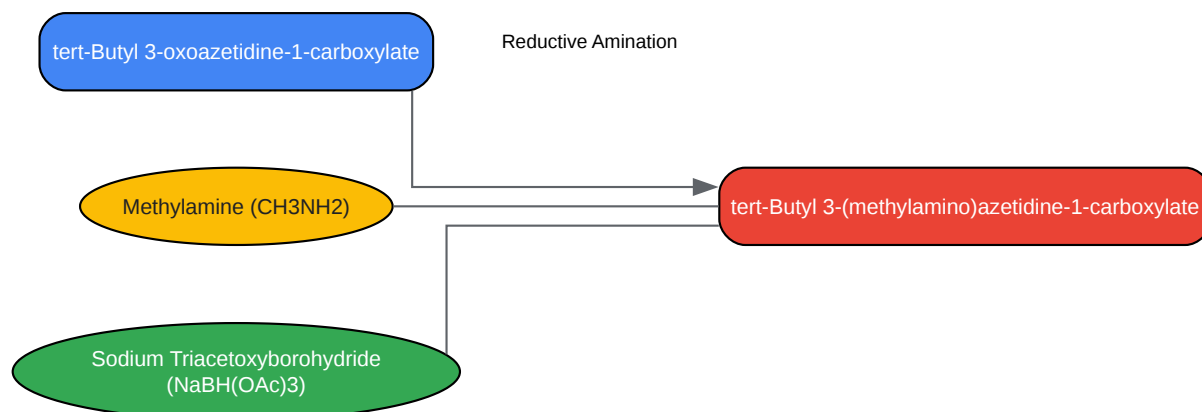 tert-Butyl 3-oxoazetidine-1-carboxylate
Reductive Amination
Methylamine (CH3NH2)
tert-Butyl 3-(methylamino)azetidine-1-carboxylate
Sodium Triacetoxyborohydride
(NaBH(OAc)3)